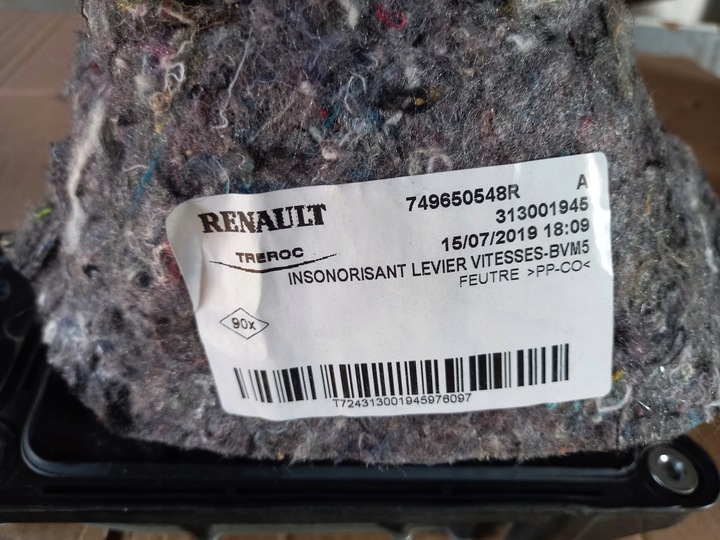 RENAULT
749650548R A
313001945
TREROC
15/07/2019 18:09
INSONORISANT LEVIER VITESSES-BVM5
FEUTRE >PP-CO<
90x
T724313001945976097